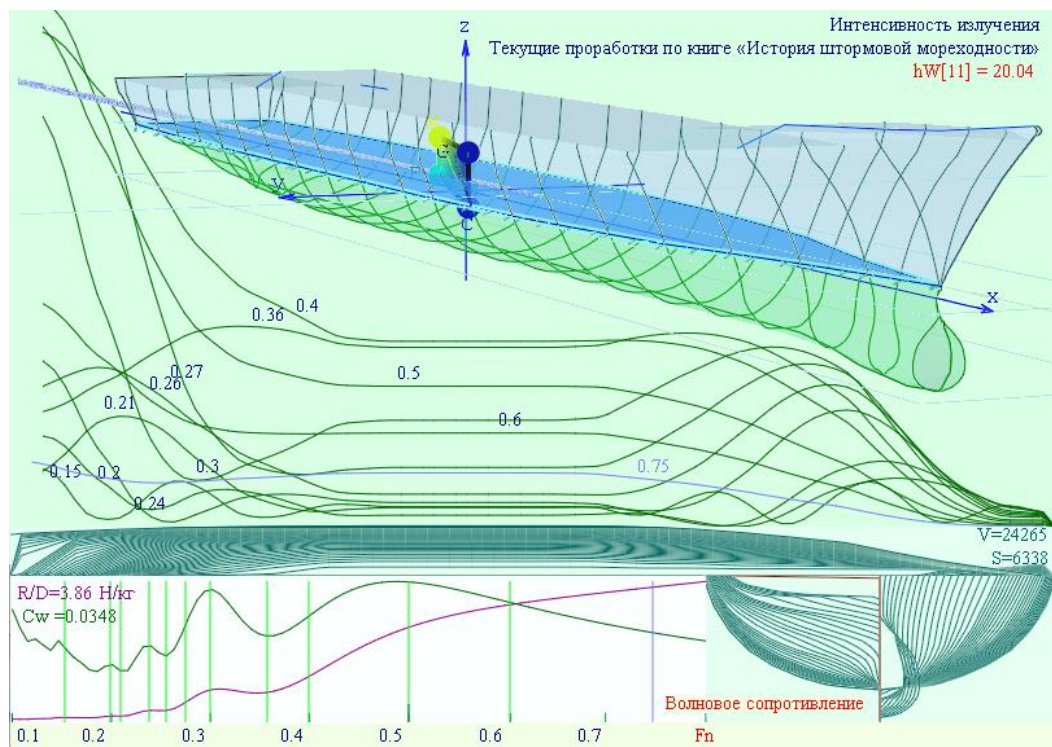 Интенсивность излучения
Текущие проработки по книге «История штормовой мореходности»
hW[11] = 20.04
Z
G
Y
C
X
0.4
0.36
0.27
0.26
0.5
0.21
0.6
0.15
0.2
0.3
0.75
0.24
V=24265
S=6338
R/D=3.86 Н/кг
Cw =0.0348
Волновое сопротивление
0.1 0.2 0.3 0.4 0.5 0.6 0.7 Fn